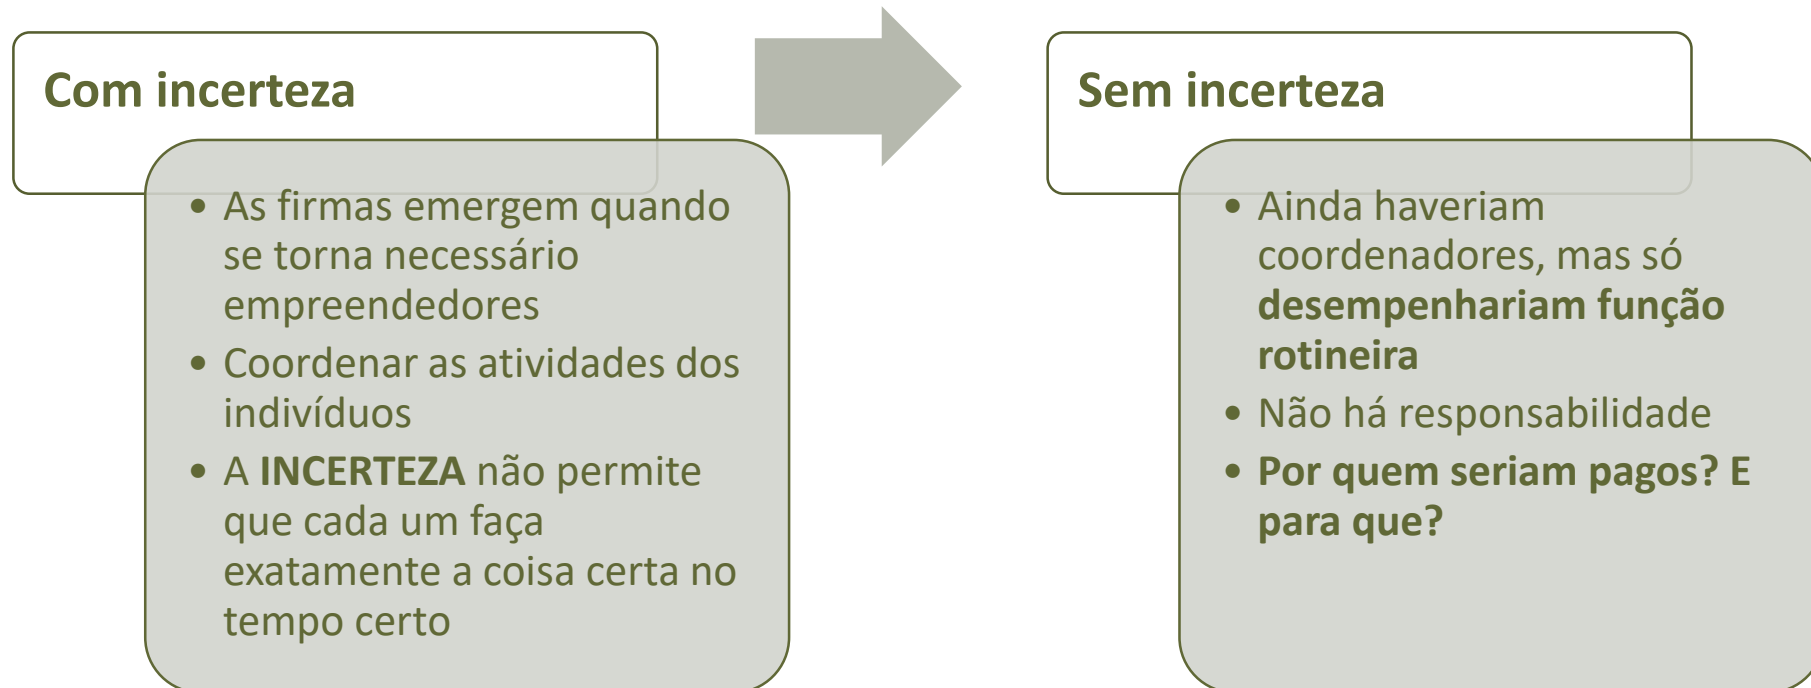 Com incerteza
• As firmas emergem quando
se torna necessário
empreendedores
• Coordenar as atividades dos
indivíduos
• A INCERTEZA não permite
que cada um faça
exatamente a coisa certa no
tempo certo
Sem incerteza
• Ainda haveriam
coordenadores, mas só
desempenhariam função
rotineira
• Não há responsabilidade
• Por quem seriam pagos? E
para que?